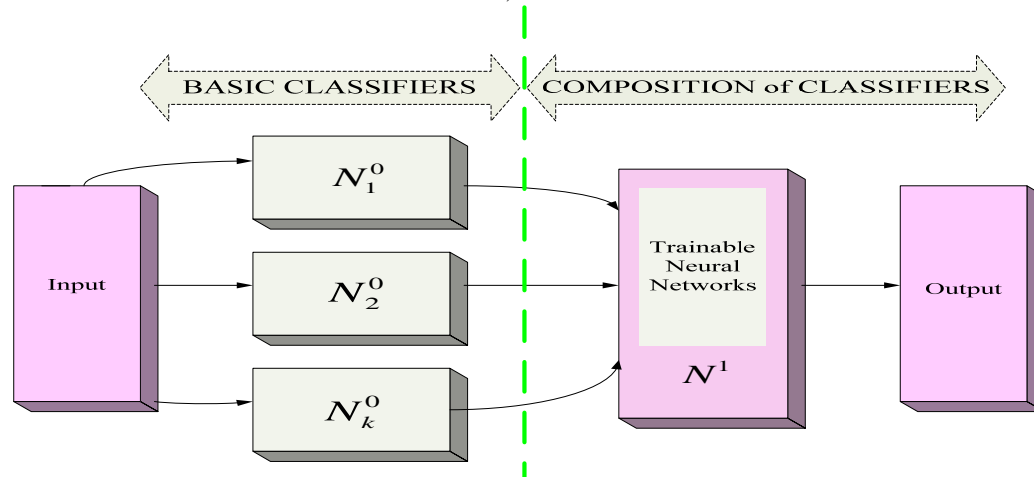 BASIC CLASSIFIERS
COMPOSITION of CLASSIFIERS
N₁⁰
Input
N₂⁰
Trainable
Neural
Networks
Output
N¹
Nₖ⁰